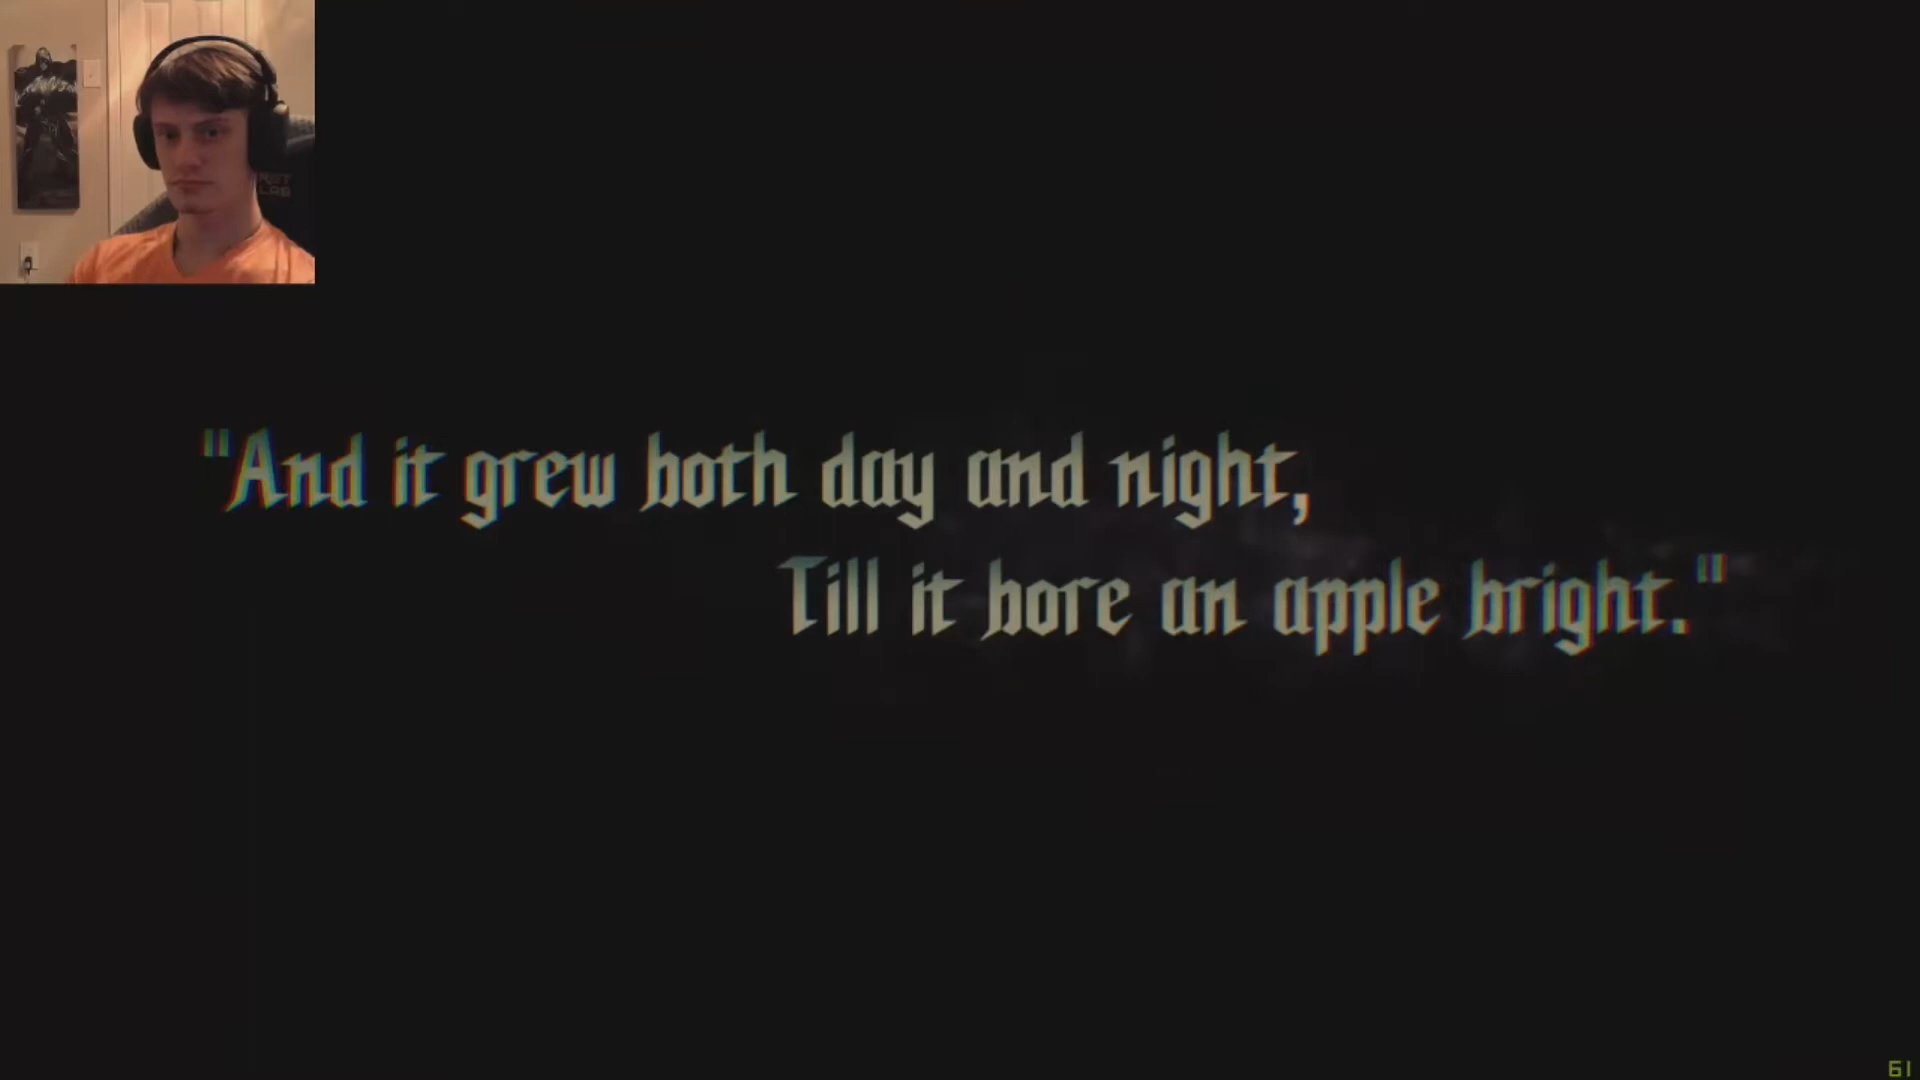 "And it grew both day and night,
Till it bore an apple bright."
61